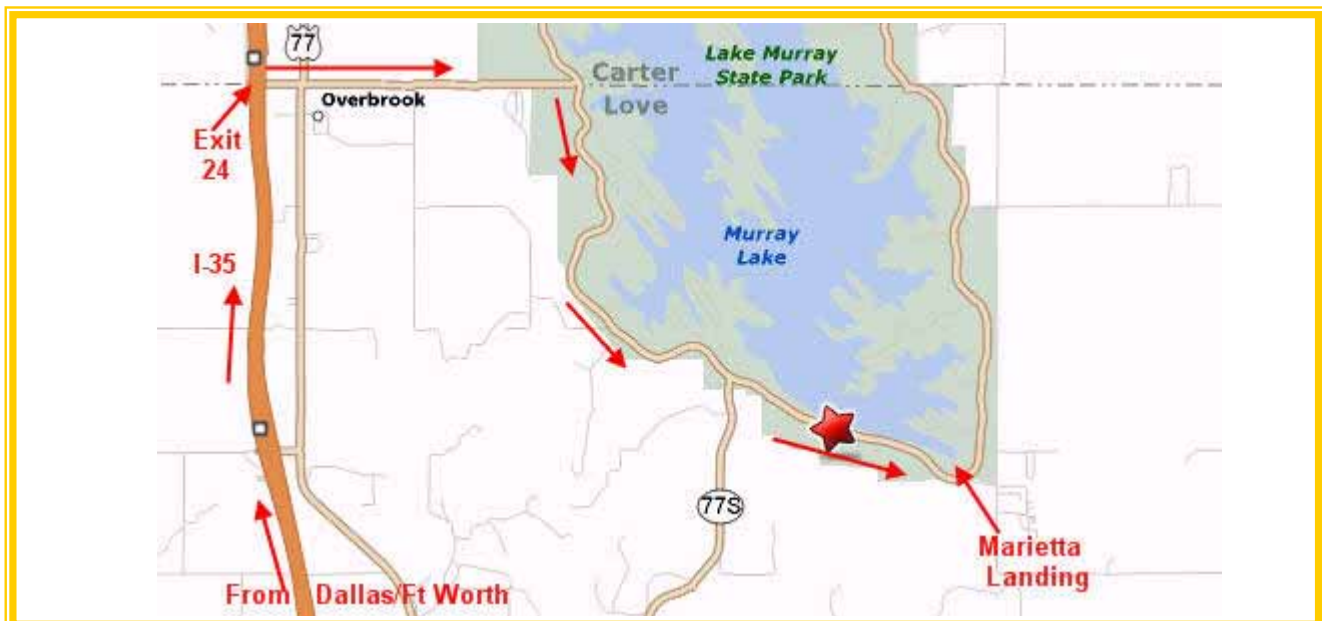 77
Lake Murray
State Park
Carter
Love
Overbrook
Exit
24
Murray
Lake
I-35
77S
Marietta
Landing
From Dallas/Ft Worth